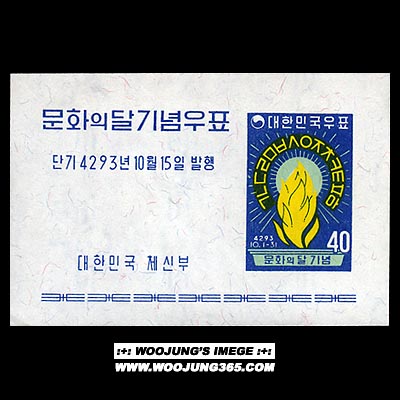 문화의달기념우표
단기4293년10월15일 발행
대한민국 체신부
대한민국우표
ㄱㄴㄷㄹㅁㅂㅅㅇㅈㅊㅋㅌㅍㅎ
4293
10.1-31
40
문화의달기념
:+: WOOJUNG'S IMEGE :+:
WWW.WOOJUNG365.COM